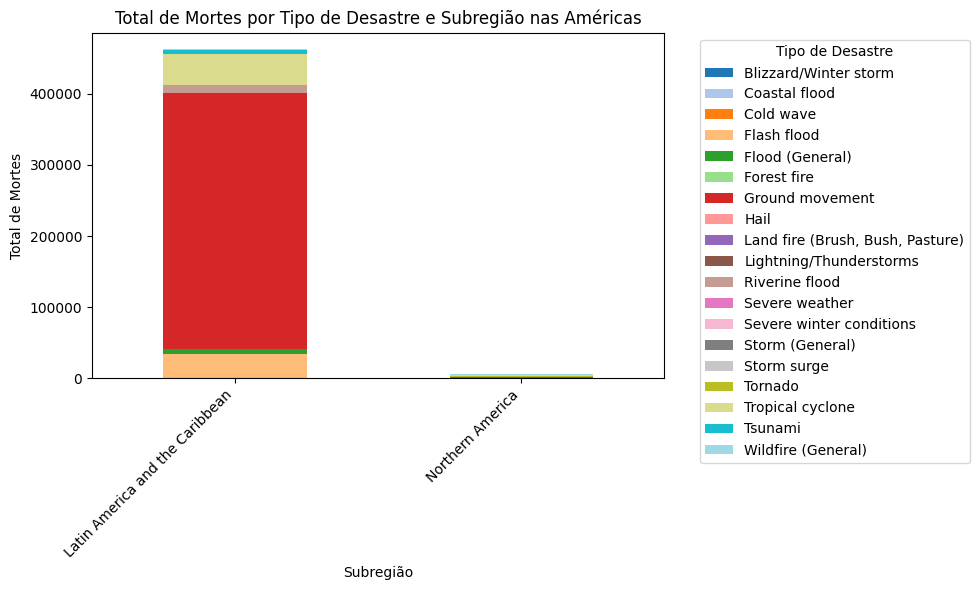 Total de Mortes por Tipo de Desastre e Subregião nas Américas
Total de Mortes
400000
300000
200000
100000
0
Latin America and the Caribbean
Northern America
Subregião
Tipo de Desastre
Blizzard/Winter storm
Coastal flood
Cold wave
Flash flood
Flood (General)
Forest fire
Ground movement
Hail
Land fire (Brush, Bush, Pasture)
Lightning/Thunderstorms
Riverine flood
Severe weather
Severe winter conditions
Storm (General)
Storm surge
Tornado
Tropical cyclone
Tsunami
Wildfire (General)